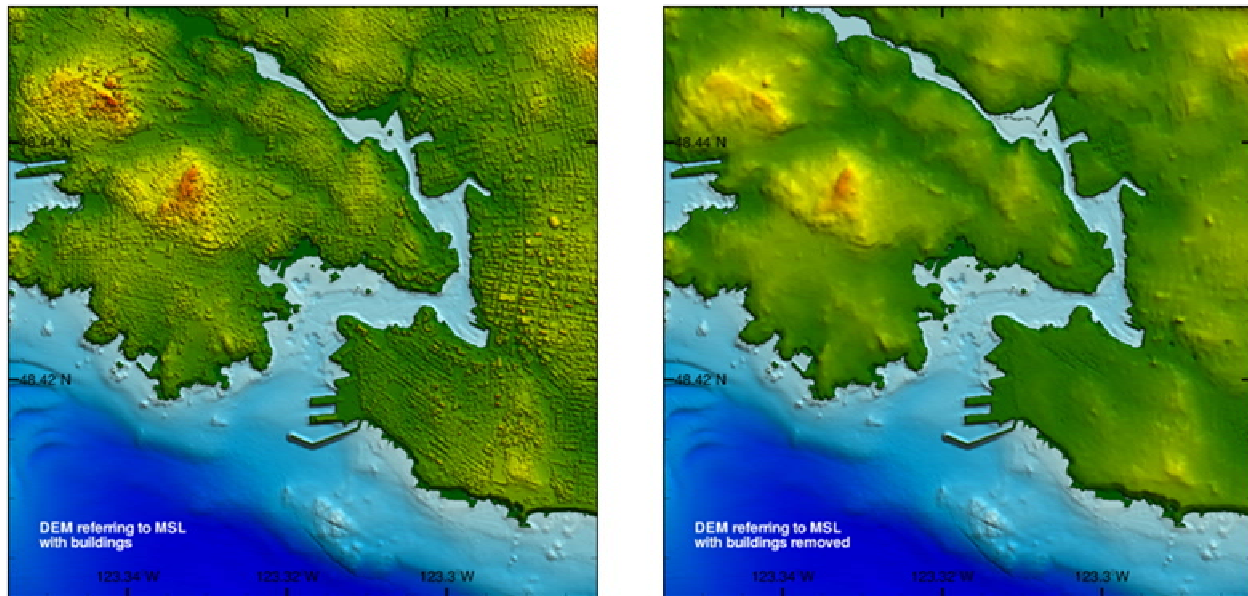 48.44 N
48.42 N
DEM referring to MSL
with buildings
123.34°W
123.32°W
123.3°W
48.44 N
48.42 N
DEM referring to MSL
with buildings removed
123.34°W
123.32°W
123.3°W